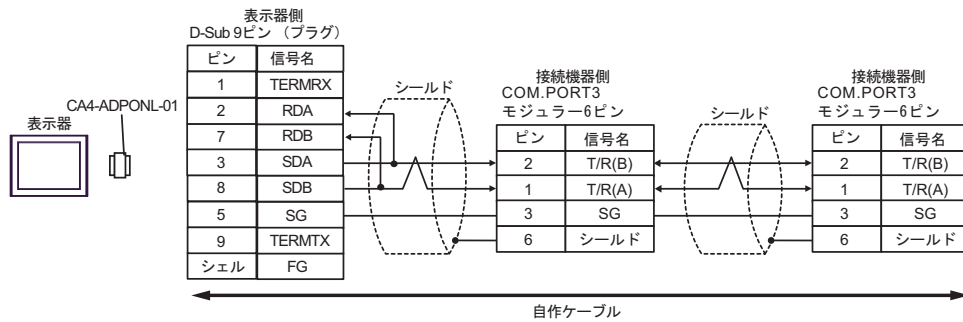 表示器側
D-Sub 9ピン （プラグ）
ピン 信号名
1 TERMRX
2 RDA
7 RDB
3 SDA
8 SDB
5 SG
9 TERMTX
シェル FG
CA4-ADPONL-01
表示器
シールド
接続機器側
COM.PORT3
モジュラー6ピン
ピン 信号名
2 T/R(B)
1 T/R(A)
3 SG
6 シールド
シールド
接続機器側
COM.PORT3
モジュラー6ピン
ピン 信号名
2 T/R(B)
1 T/R(A)
3 SG
6 シールド
自作ケーブル